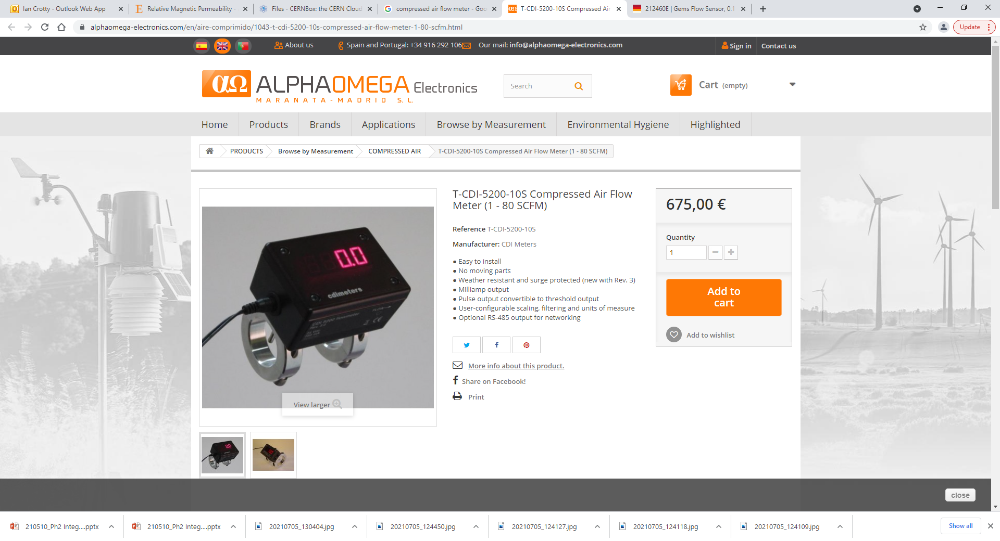 Ian Crotty - Outlook Web App
Relative Magnetic Permeability -
Files - CERNBox: the CERN Cloud
compressed air flow meter - Goo
T-CDI-5200-10S Compressed Air
212460E | Gems Flow Sensor, 0.1
alphaomega-electronics.com/en/aire-comprimido/1043-t-cdi-5200-10s-compressed-air-flow-meter-1-80-scfm.html
Update
About us
Spain and Portugal: +34 916 292 106
Our mail: info@alphaomega-electronics.com
Sign in
Contact us
αΩ ALPHAOMEGA Electronics
MARANATA-MADRID S.L.
Search
Cart (empty)
Home
Products
Brands
Applications
Browse by Measurement
Environmental Hygiene
Highlighted
PRODUCTS
Browse by Measurement
COMPRESSED AIR
T-CDI-5200-10S Compressed Air Flow Meter (1 - 80 SCFM)
0.0
cdimeters
FLOW
CDI 5200 flowmeter
View larger
T-CDI-5200-10S Compressed Air Flow
Meter (1 - 80 SCFM)
Reference T-CDI-5200-10S
Manufacturer: CDI Meters
● Easy to install
● No moving parts
● Weather resistant and surge protected (new with Rev. 3)
● Milliamp output
● Pulse output convertible to threshold output
● User-configurable scaling, filtering and units of measure
● Optional RS-485 output for networking
More info about this product.
Share on Facebook!
Print
675,00 €
Quantity
1
Add to
cart
Add to wishlist
close
210510_Ph2 Integ....pptx
210510_Ph2 Integ....pptx
20210705_130404.jpg
20210705_124450.jpg
20210705_124127.jpg
20210705_124118.jpg
20210705_124109.jpg
Show all